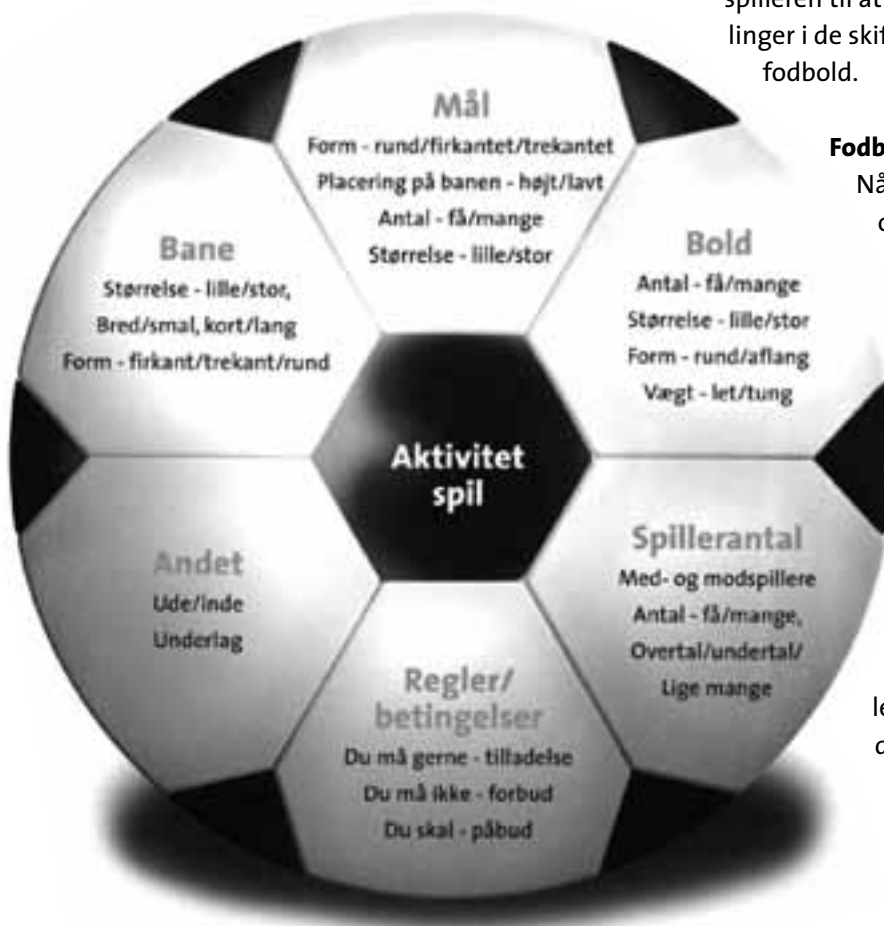 spilleren til at
linger i de skif
fodbold.
Fodb
Nå
Mål
Form - rund/firkantet/trekantet
Placering på banen - højt/lavt
Antal - få/mange
Størrelse - lille/stor
Bane
Størrelse - lille/stor,
Bred/smal, kort/lang
Form - firkant/trekant/rund
Bold
Antal - få/mange
Størrelse - lille/stor
Form - rund/aflang
Vægt - let/tung
Aktivitet
spil
Andet
Ude/inde
Underlag
Spillerantal
Med- og modspillere
Antal - få/mange,
Overtal/undertal/
Lige mange
Regler/
betingelser
Du må gerne - tilladelse
Du må ikke - forbud
Du skal - påbud
le